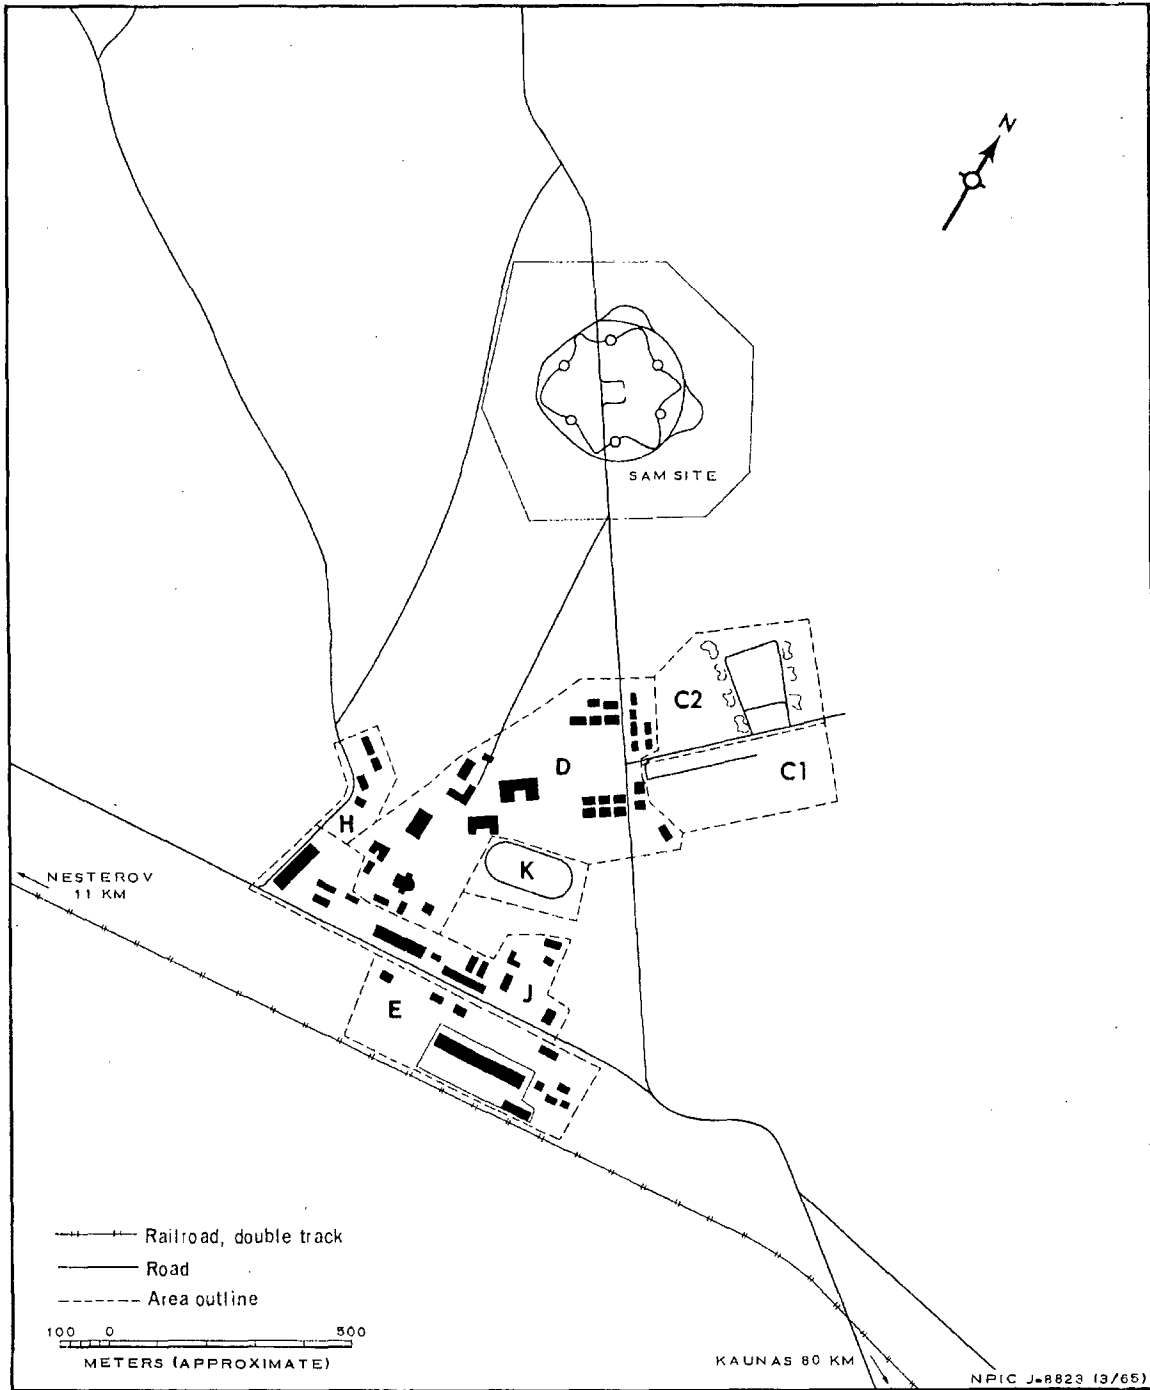 N
SAM SITE
C2
C1
D
H
K
NESTEROV
11 KM
J
E
Railroad, double track
Road
Area outline
100 0 500
METERS (APPROXIMATE)
KAUNAS 80 KM
NPIC J-8823 (3/65)